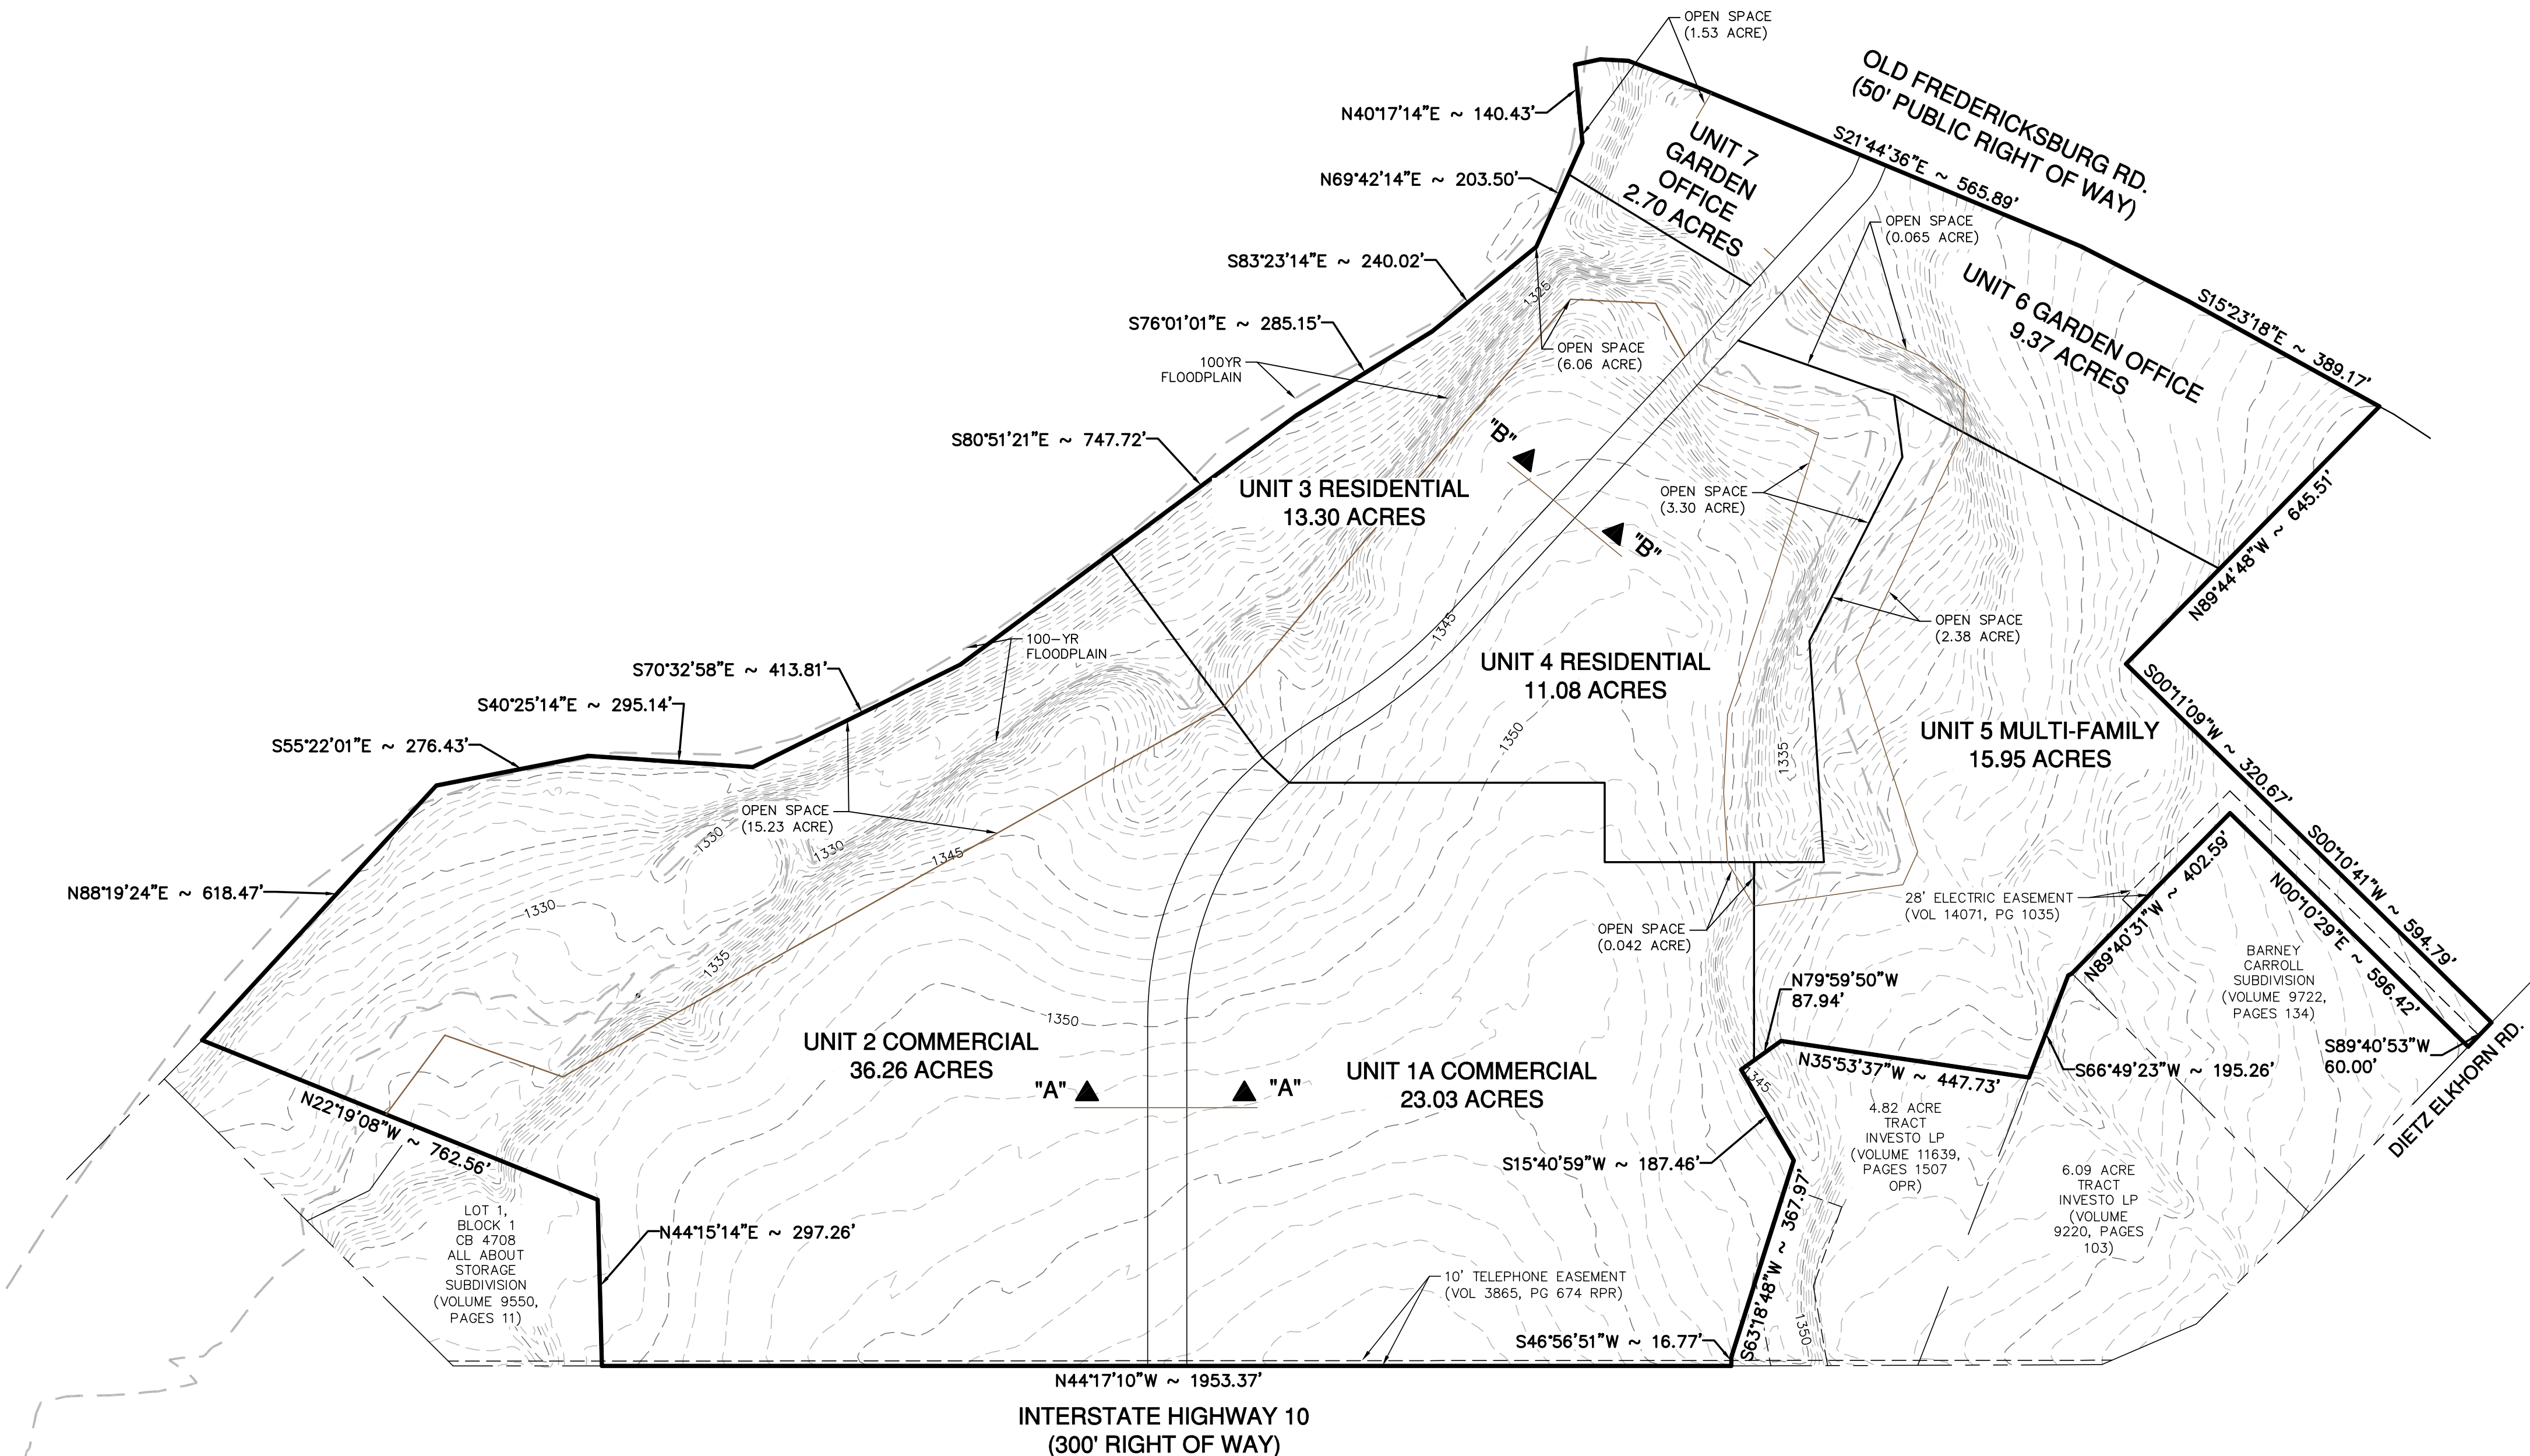 OPEN SPACE
(1.53 ACRE)
OLD FREDERICKSBURG RD.
(50' PUBLIC RIGHT OF WAY)
N40°17'14"E ~ 140.43'
N69°42'14"E ~ 203.50'
UNIT 7
GARDEN
OFFICE
2.70 ACRES
S21°44'36"E ~ 565.89'
OPEN SPACE
(0.065 ACRE)
S83°23'14"E ~ 240.02'
S76°01'01"E ~ 285.15'
1325
100YR
FLOODPLAIN
OPEN SPACE
(6.06 ACRE)
UNIT 6 GARDEN OFFICE
9.37 ACRES
S15°23'18"E ~ 389.17'
S80°51'21"E ~ 747.72'
"B"
"B"
UNIT 3 RESIDENTIAL
13.30 ACRES
OPEN SPACE
(3.30 ACRE)
N89°44'48"W ~ 645.51'
1345
OPEN SPACE
(2.38 ACRE)
100-YR
FLOODPLAIN
S70°32'58"E ~ 413.81'
UNIT 4 RESIDENTIAL
11.08 ACRES
S40°25'14"E ~ 295.14'
S55°22'01"E ~ 276.43'
1350
1335
UNIT 5 MULTI-FAMILY
15.95 ACRES
S00°11'09"W ~ 320.67'
OPEN SPACE
(15.23 ACRE)
1330
1330
1345
N88°19'24"E ~ 618.47'
1330
1335
28' ELECTRIC EASEMENT
(VOL 14071, PG 1035)
N89°40'31"W ~ 402.59'
S00°10'41"W ~ 594.79'
N00°10'29"E ~ 596.42'
OPEN SPACE
(0.042 ACRE)
BARNEY
CARROLL
SUBDIVISION
(VOLUME 9722,
PAGES 134)
N79°59'50"W
87.94'
1350
UNIT 2 COMMERCIAL
36.26 ACRES
"A"
"A"
UNIT 1A COMMERCIAL
23.03 ACRES
1345
N35°53'37"W ~ 447.73'
S66°49'23"W ~ 195.26'
S89°40'53"W
60.00'
DIETZ ELKHORN RD.
N22°19'08"W ~ 762.56'
4.82 ACRE
TRACT
INVESTO LP
(VOLUME 11639,
PAGES 1507
OPR)
S15°40'59"W ~ 187.46'
6.09 ACRE
TRACT
INVESTO LP
(VOLUME
9220, PAGES
103)
LOT 1,
BLOCK 1
CB 4708
ALL ABOUT
STORAGE
SUBDIVISION
(VOLUME 9550,
PAGES 11)
N44°15'14"E ~ 297.26'
10' TELEPHONE EASEMENT
(VOL 3865, PG 674 RPR)
S63°18'48"W ~ 367.97'
1350
S46°56'51"W ~ 16.77'
N44°17'10"W ~ 1953.37'
INTERSTATE HIGHWAY 10
(300' RIGHT OF WAY)